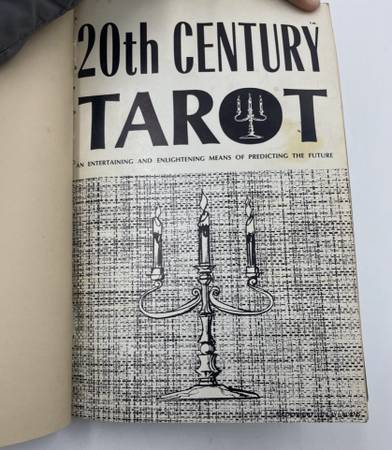 20th CENTURY
TAROT
AN ENTERTAINING AND ENLIGHTENING MEANS OF PREDICTING THE FUTURE